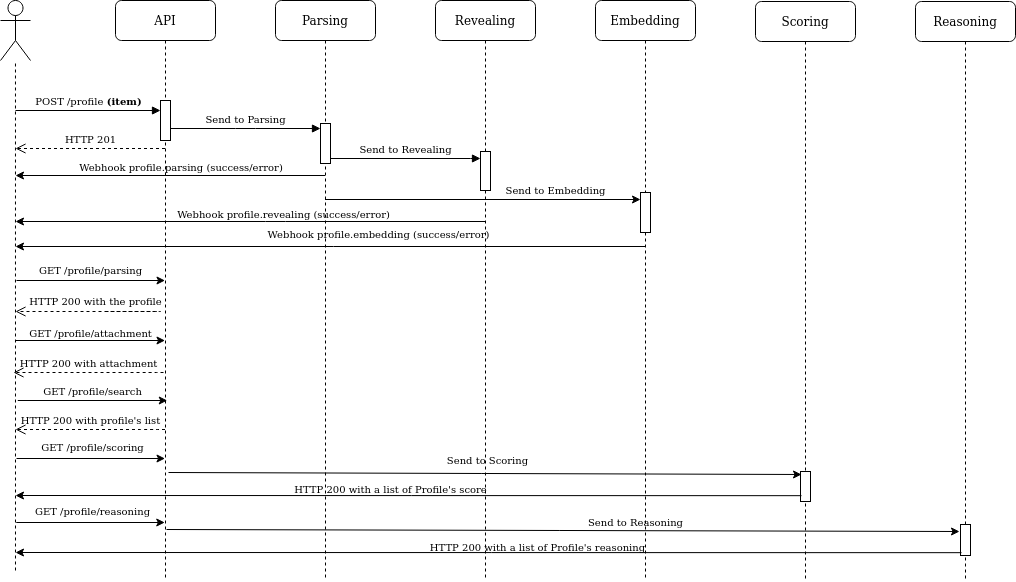 API
Parsing
Revealing
Embedding
Scoring
Reasoning
POST /profile (item)
Send to Parsing
HTTP 201
Send to Revealing
Webhook profile.parsing (success/error)
Send to Embedding
Webhook profile.revealing (success/error)
Webhook profile.embedding (success/error)
GET /profile/parsing
HTTP 200 with the profile
GET /profile/attachment
HTTP 200 with attachment
GET /profile/search
HTTP 200 with profile's list
GET /profile/scoring
Send to Scoring
HTTP 200 with a list of Profile's score
GET /profile/reasoning
Send to Reasoning
HTTP 200 with a list of Profile's reasoning